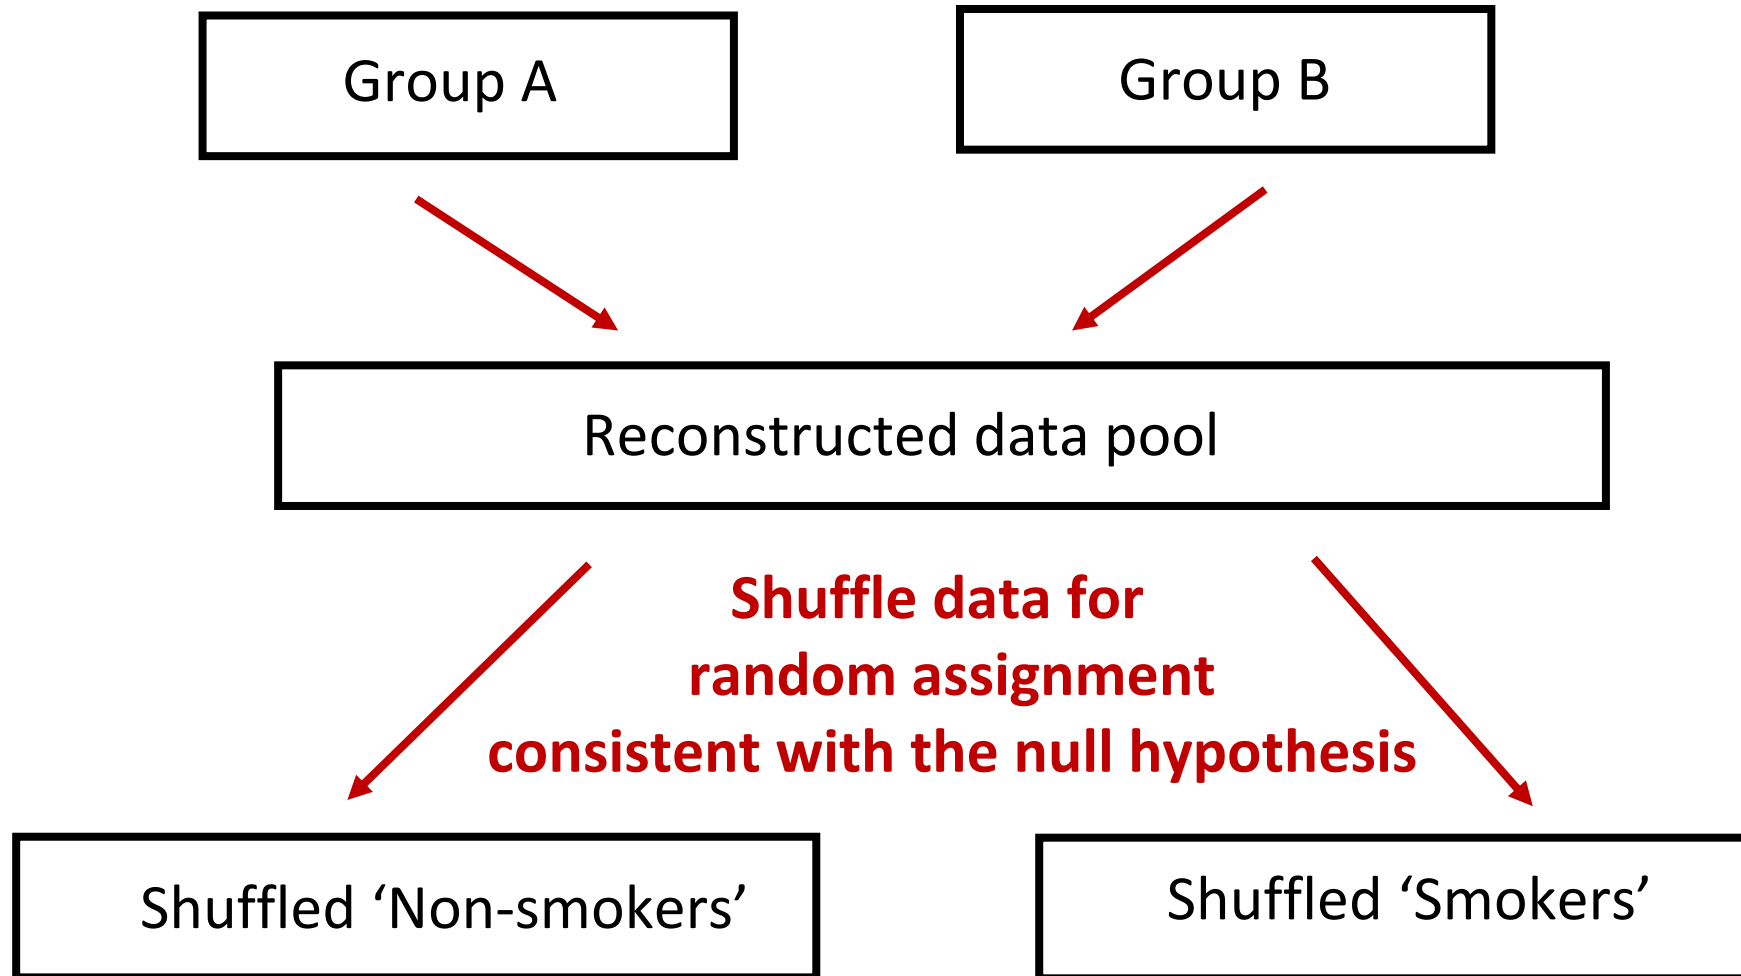 Group A
Group B
Reconstructed data pool
Shuffle data for
random assignment
consistent with the null hypothesis
Shuffled ‘Non-smokers’
Shuffled ‘Smokers’